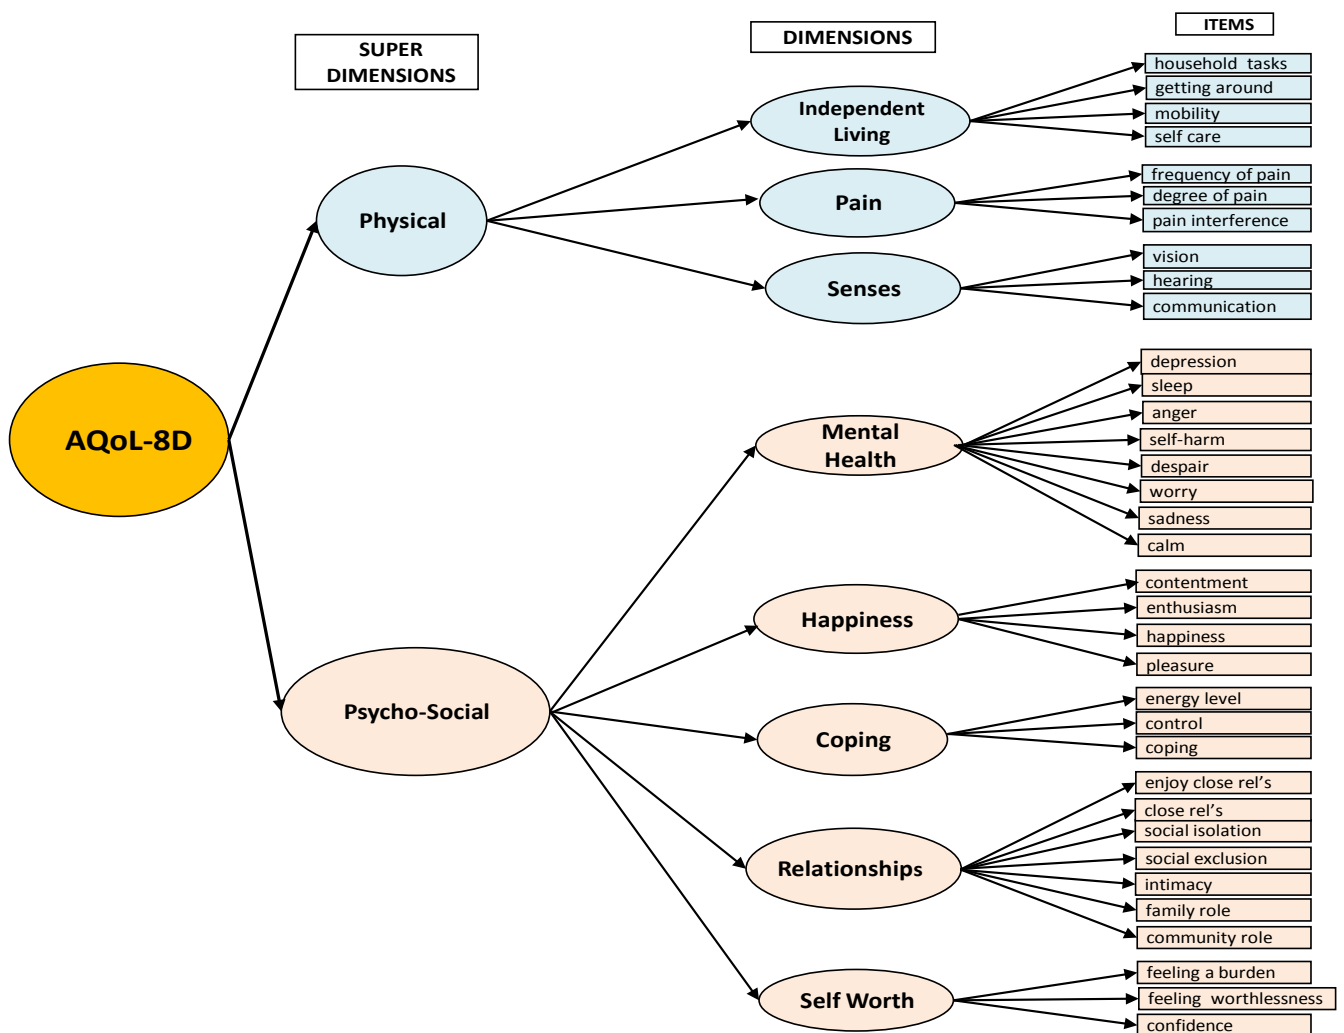 SUPER
DIMENSIONS
DIMENSIONS
ITEMS
AQoL-8D
Physical
Independent
Living
household tasks
getting around
mobility
self care
Pain
frequency of pain
degree of pain
pain interference
Senses
vision
hearing
communication
Psycho-Social
Mental
Health
depression
sleep
anger
self-harm
despair
worry
sadness
calm
Happiness
contentment
enthusiasm
happiness
pleasure
Coping
energy level
control
coping
Relationships
enjoy close rel's
close rel's
social isolation
social exclusion
intimacy
family role
community role
Self Worth
feeling a burden
feeling worthlessness
confidence